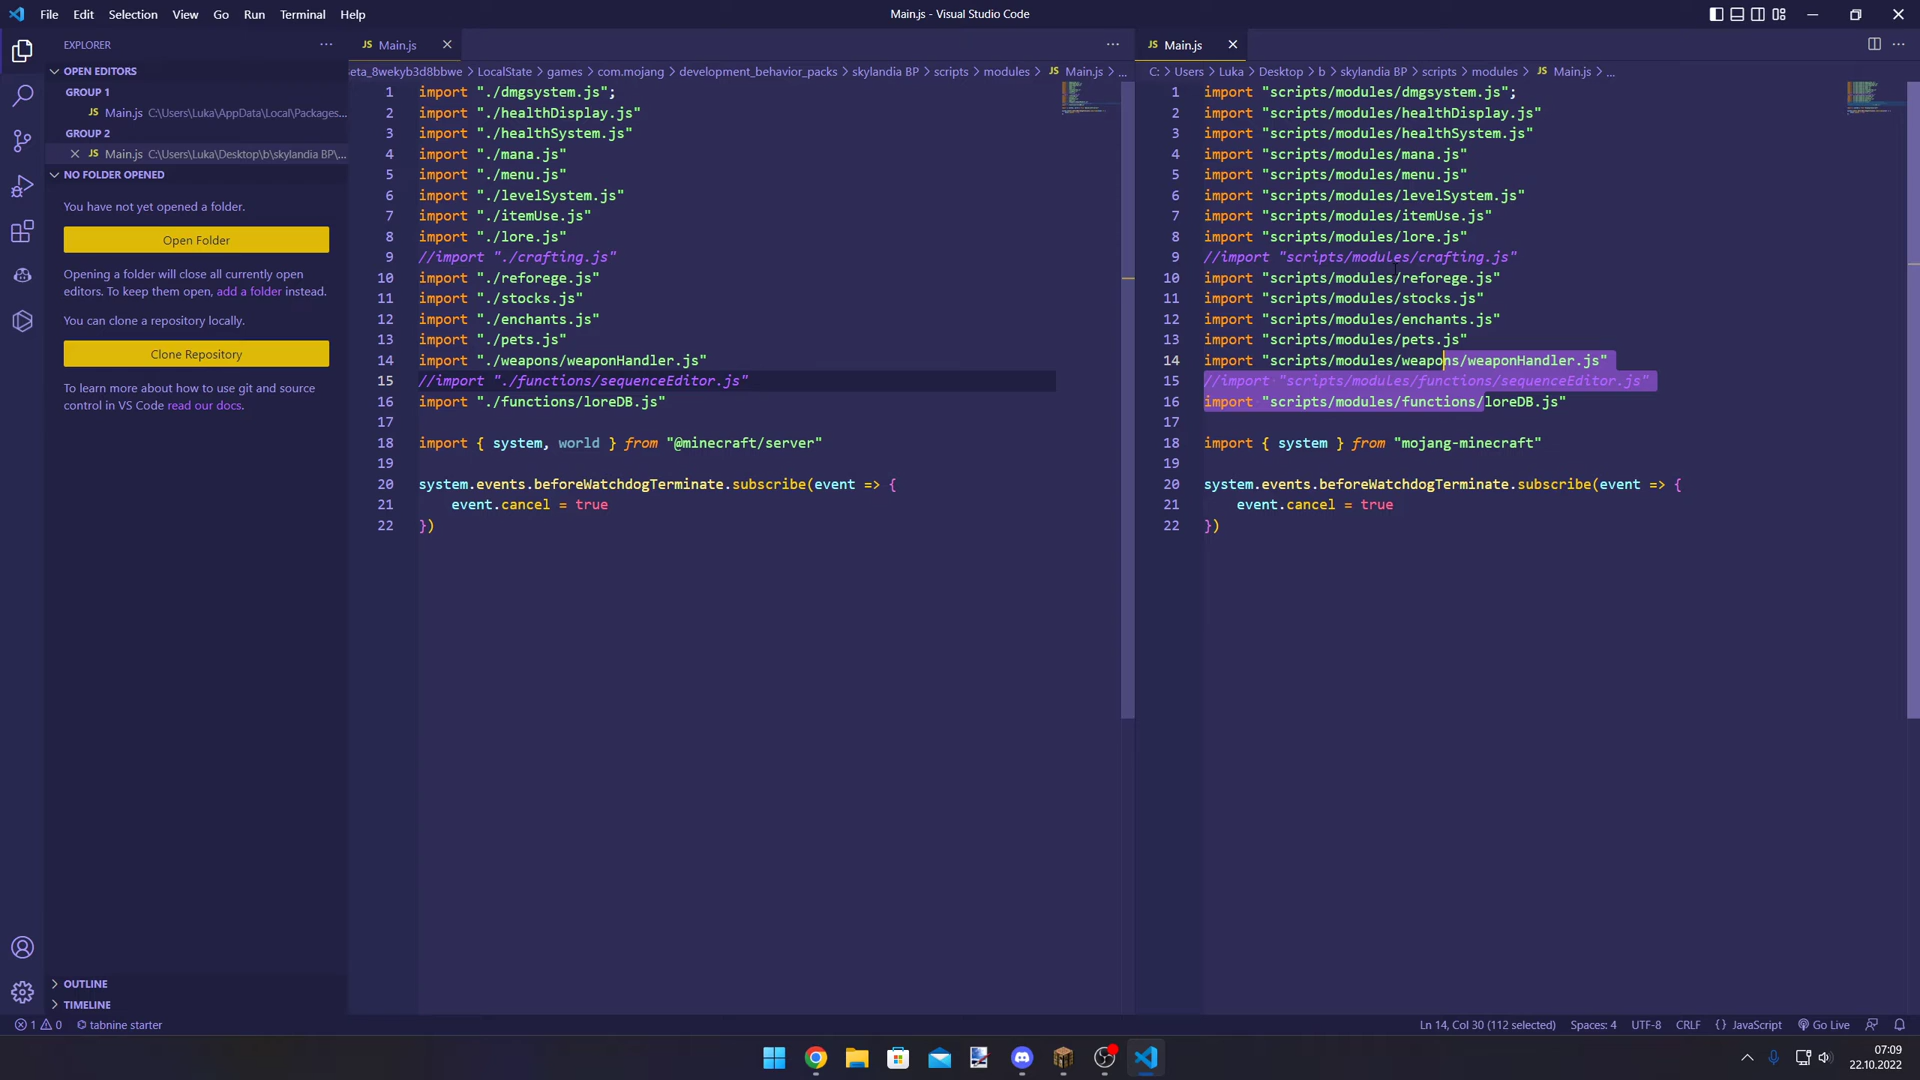 File Edit Selection View Go Run Terminal Help
Main.js - Visual Studio Code
EXPLORER
OPEN EDITORS
GROUP 1
JS Main.js C:\Users\Luka\AppData\Local\Packages...
GROUP 2
JS Main.js C:\Users\Luka\Desktop\b\skylandia BP\...
NO FOLDER OPENED
You have not yet opened a folder.
Open Folder
Opening a folder will close all currently open
editors. To keep them open, add a folder instead.
You can clone a repository locally.
Clone Repository
To learn more about how to use git and source
control in VS Code read our docs.
OUTLINE
TIMELINE
JS Main.js
eta_8wekyb3d8bbwe > LocalState > games > com.mojang > development_behavior_packs > skylandia BP > scripts > modules > JS Main.js > ...
1 import "./dmgsystem.js";
2 import "./healthDisplay.js"
3 import "./healthSystem.js"
4 import "./mana.js"
5 import "./menu.js"
6 import "./levelSystem.js"
7 import "./itemUse.js"
8 import "./lore.js"
9 //import "./crafting.js"
10 import "./reforege.js"
11 import "./stocks.js"
12 import "./enchants.js"
13 import "./pets.js"
14 import "./weapons/weaponHandler.js"
15 //import "./functions/sequenceEditor.js"
16 import "./functions/loreDB.js"
17
18 import { system, world } from "@minecraft/server"
19
20 system.events.beforeWatchdogTerminate.subscribe(event => {
21 event.cancel = true
22 })
JS Main.js
C: > Users > Luka > Desktop > b > skylandia BP > scripts > modules > JS Main.js > ...
1 import "scripts/modules/dmgsystem.js";
2 import "scripts/modules/healthDisplay.js"
3 import "scripts/modules/healthSystem.js"
4 import "scripts/modules/mana.js"
5 import "scripts/modules/menu.js"
6 import "scripts/modules/levelSystem.js"
7 import "scripts/modules/itemUse.js"
8 import "scripts/modules/lore.js"
9 //import "scripts/modules/crafting.js"
10 import "scripts/modules/reforege.js"
11 import "scripts/modules/stocks.js"
12 import "scripts/modules/enchants.js"
13 import "scripts/modules/pets.js"
14 import "scripts/modules/weapons/weaponHandler.js"
15 //import "scripts/modules/functions/sequenceEditor.js"
16 import "scripts/modules/functions/loreDB.js"
17
18 import { system } from "mojang-minecraft"
19
20 system.events.beforeWatchdogTerminate.subscribe(event => {
21 event.cancel = true
22 })
1 0 tabnine starter
Ln 14, Col 30 (112 selected) Spaces: 4 UTF-8 CRLF {} JavaScript Go Live
07:09
22.10.2022